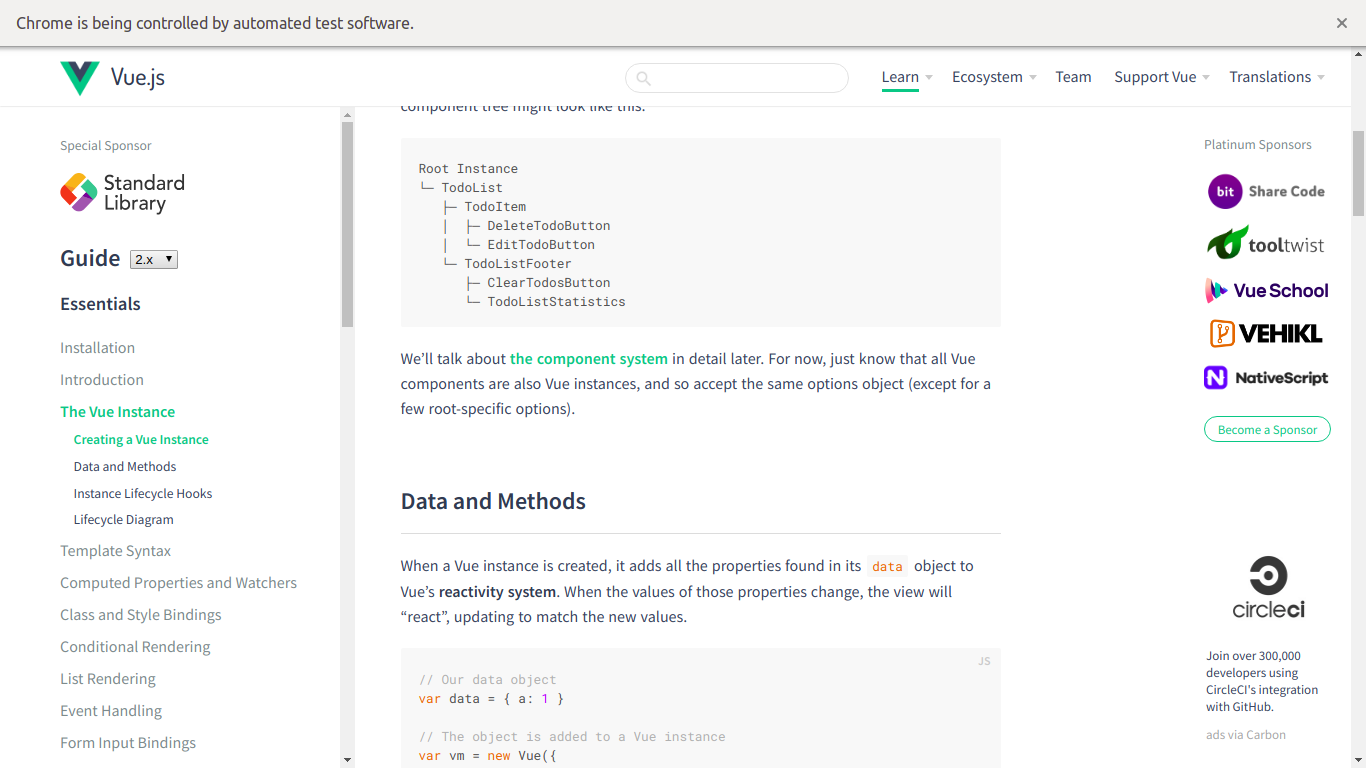 Chrome is being controlled by automated test software.
Vue.js
Learn
Ecosystem
Team
Support Vue
Translations
Special Sponsor
Standard
Library
Guide
2.x
Essentials
Installation
Introduction
The Vue Instance
Creating a Vue Instance
Data and Methods
Instance Lifecycle Hooks
Lifecycle Diagram
Template Syntax
Computed Properties and Watchers
Class and Style Bindings
Conditional Rendering
List Rendering
Event Handling
Form Input Bindings
component tree might look like this:
Root Instance
└─ TodoList
   ├─ TodoItem
   │  ├─ DeleteTodoButton
   │  └─ EditTodoButton
   └─ TodoListFooter
      ├─ ClearTodosButton
      └─ TodoListStatistics
We’ll talk about the component system in detail later. For now, just know that all Vue
components are also Vue instances, and so accept the same options object (except for a
few root-specific options).
Data and Methods
When a Vue instance is created, it adds all the properties found in its data object to
Vue’s reactivity system. When the values of those properties change, the view will
“react”, updating to match the new values.
JS
// Our data object
var data = { a: 1 }
// The object is added to a Vue instance
var vm = new Vue({
Platinum Sponsors
bit Share Code
tooltwist
Vue School
VEHIKL
NativeScript
Become a Sponsor
circleci
Join over 300,000
developers using
CircleCI's integration
with GitHub.
ads via Carbon